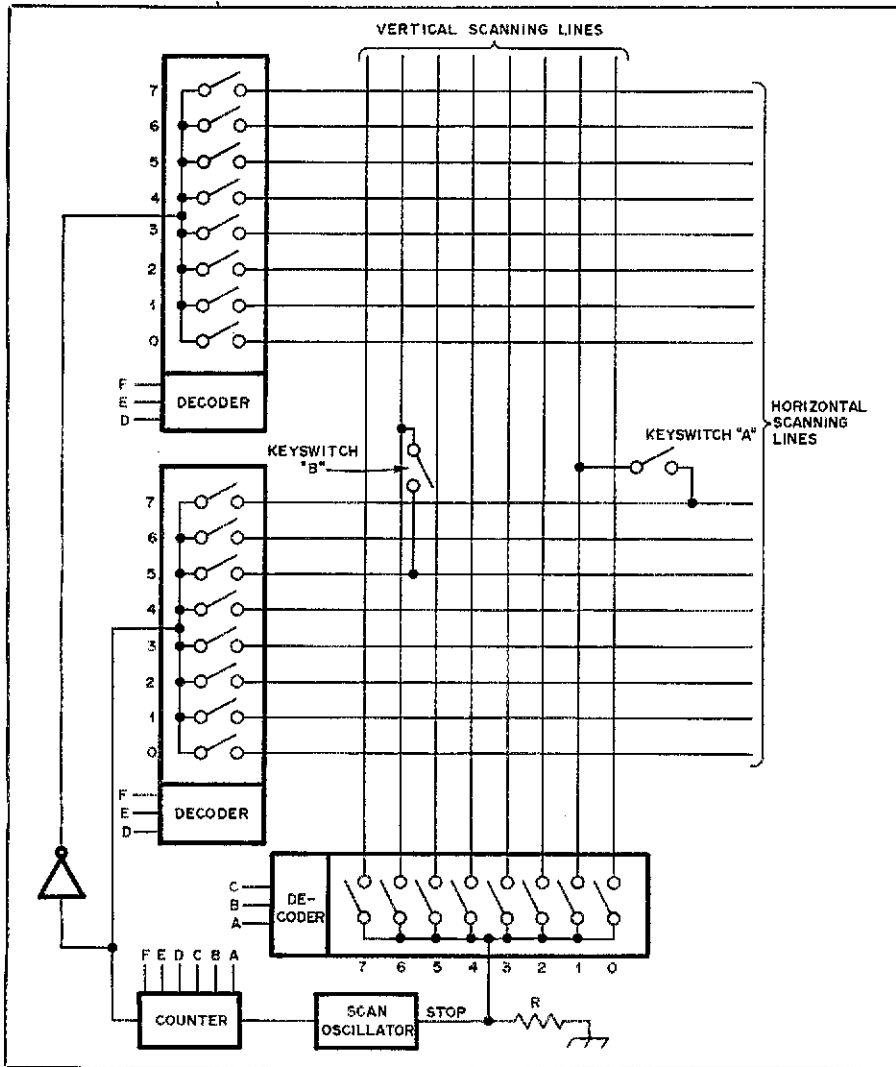 VERTICAL SCANNING LINES
7
6
5
4
3
2
1
0
F
E
D
DECODER
HORIZONTAL
SCANNING
LINES
KEYSWITCH "A"
KEYSWITCH
"B"
7
6
5
4
3
2
1
0
F
E
D
DECODER
C
B
A
DE-
CODER
7 6 5 4 3 2 1 0
F E D C B A
COUNTER
SCAN
OSCILLATOR
STOP
R